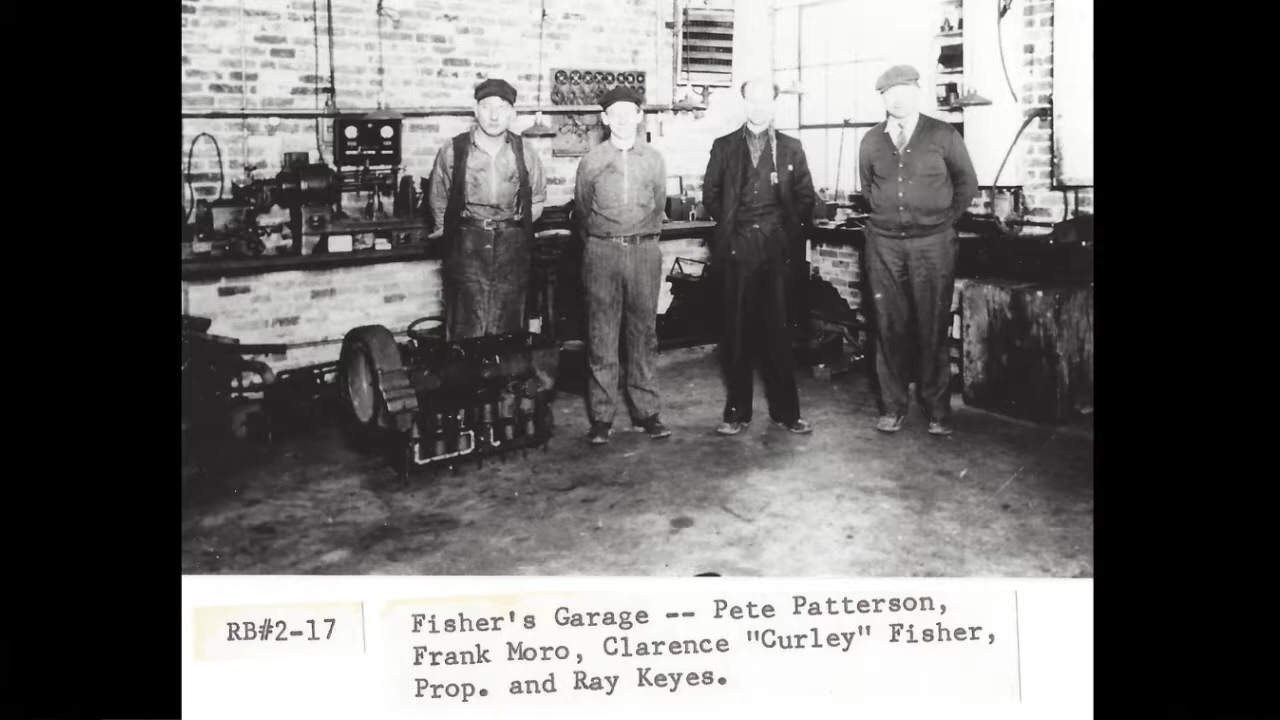 RB#2-17
Fisher's Garage -- Pete Patterson,
Frank Moro, Clarence "Curley" Fisher,
Prop. and Ray Keyes.